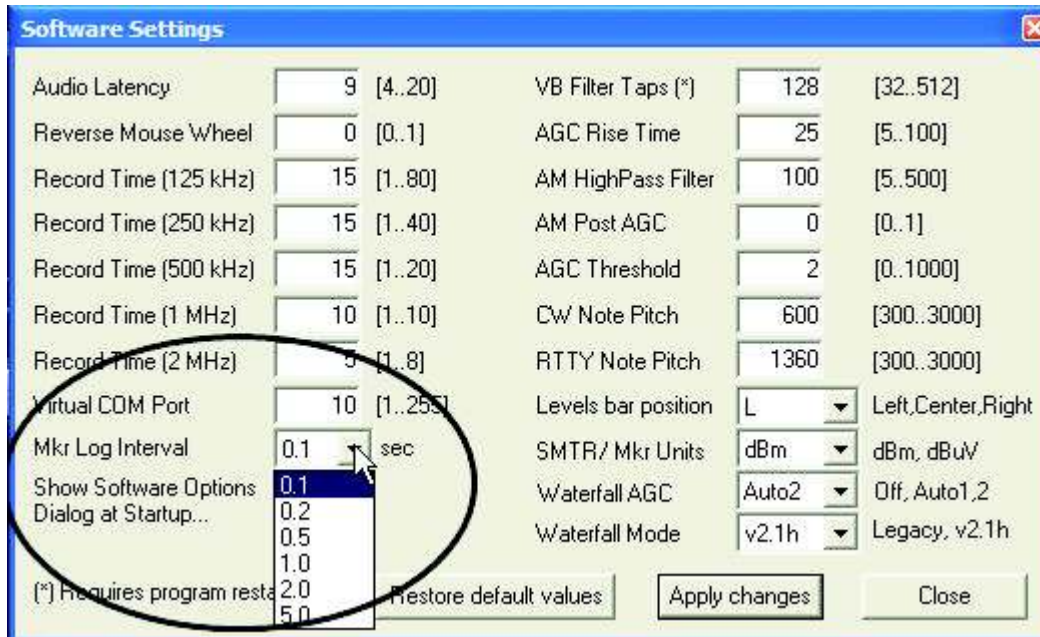 Software Settings
Audio Latency 9 [4..20]
Reverse Mouse Wheel 0 [0..1]
Record Time (125 kHz) 15 [1..80]
Record Time (250 kHz) 15 [1..40]
Record Time (500 kHz) 15 [1..20]
Record Time (1 MHz) 10 [1..10]
Record Time (2 MHz) 5 [1..8]
Virtual COM Port 10 [1..255]
Mkr Log Interval 0.1 sec
0.1
0.2
0.5
1.0
2.0
5.0
Show Software Options
Dialog at Startup...
VB Filter Taps (*) 128 [32..512]
AGC Rise Time 25 [5..100]
AM HighPass Filter 100 [5..500]
AM Post AGC 0 [0..1]
AGC Threshold 2 [0..1000]
CW Note Pitch 600 [300..3000]
RTTY Note Pitch 1360 [300..3000]
Levels bar position L Left,Center,Right
SMTR/ Mkr Units dBm dBm, dBuV
Waterfall AGC Auto2 Off, Auto1,2
Waterfall Mode v2.1h Legacy, v2.1h
(*) Requires program resta
Restore default values
Apply changes
Close